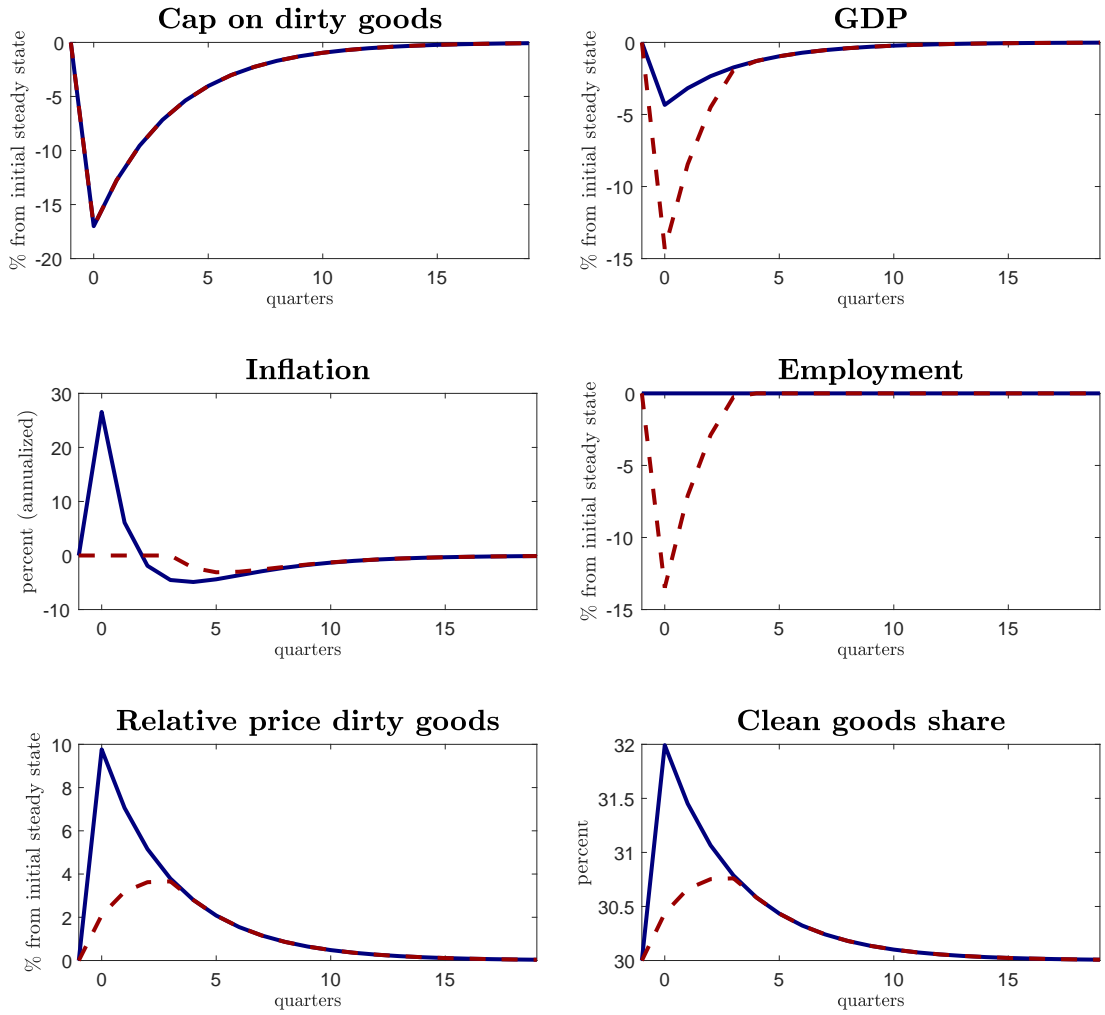 Cap on dirty goods
% from initial steady state
0
-5
-10
-15
-20
0 5 10 15
quarters
GDP
% from initial steady state
0
-5
-10
-15
0 5 10 15
quarters
Inflation
percent (annualized)
30
20
10
0
-10
0 5 10 15
quarters
Employment
% from initial steady state
0
-5
-10
-15
0 5 10 15
quarters
Relative price dirty goods
% from initial steady state
10
8
6
4
2
0
0 5 10 15
quarters
Clean goods share
percent
32
31.5
31
30.5
30
0 5 10 15
quarters